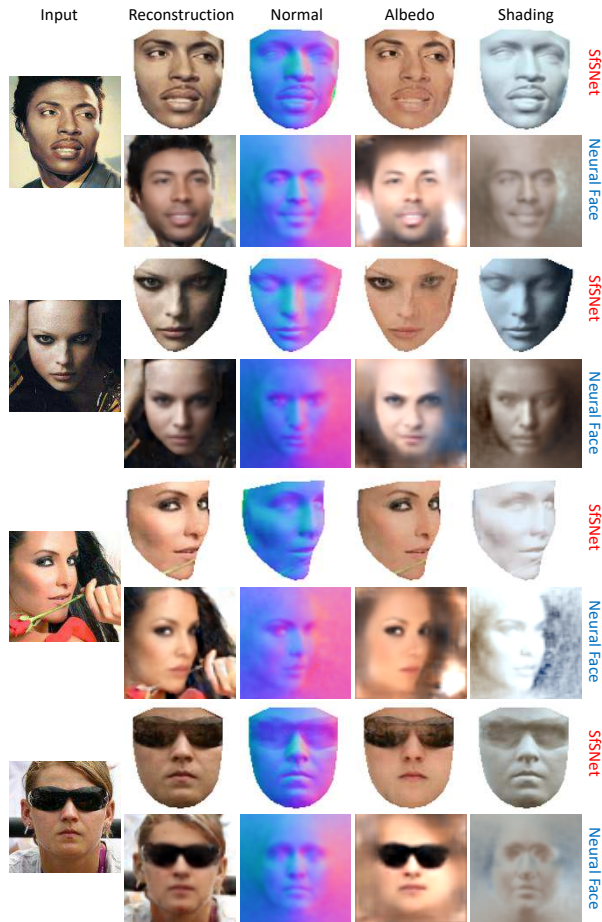 Input Reconstruction Normal Albedo Shading
SfSNet
Neural Face
SfSNet
Neural Face
SfSNet
Neural Face
SfSNet
Neural Face